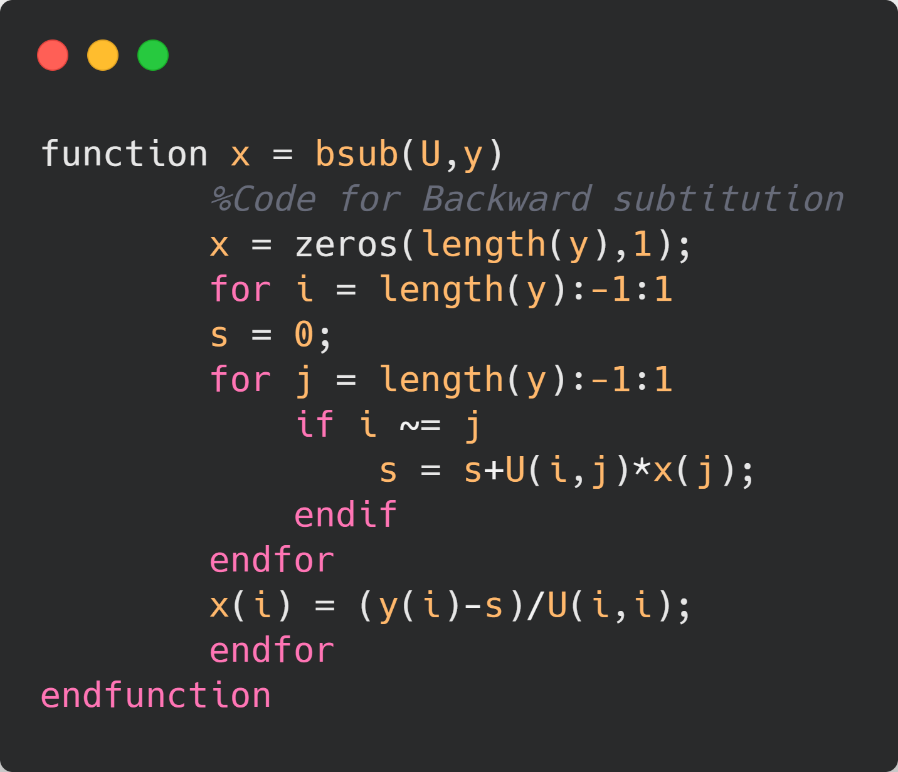 function x = bsub(U,y)
        %Code for Backward subtitution
        x = zeros(length(y),1);
        for i = length(y):-1:1
        s = 0;
        for j = length(y):-1:1
            if i ~= j
                s = s+U(i,j)*x(j);
            endif
        endfor
        x(i) = (y(i)-s)/U(i,i);
        endfor
endfunction